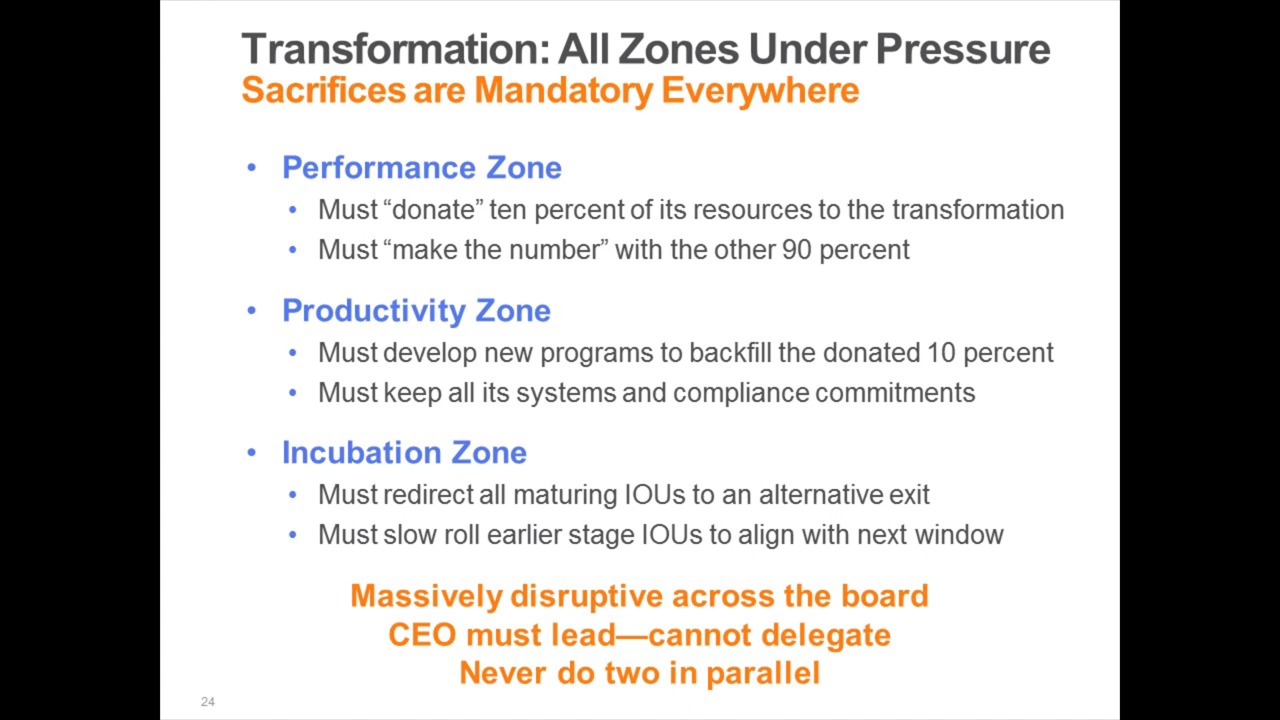 Transformation: All Zones Under Pressure
Sacrifices are Mandatory Everywhere
• Performance Zone
• Must “donate” ten percent of its resources to the transformation
• Must “make the number” with the other 90 percent
• Productivity Zone
• Must develop new programs to backfill the donated 10 percent
• Must keep all its systems and compliance commitments
• Incubation Zone
• Must redirect all maturing IOUs to an alternative exit
• Must slow roll earlier stage IOUs to align with next window
Massively disruptive across the board
CEO must lead—cannot delegate
Never do two in parallel
24